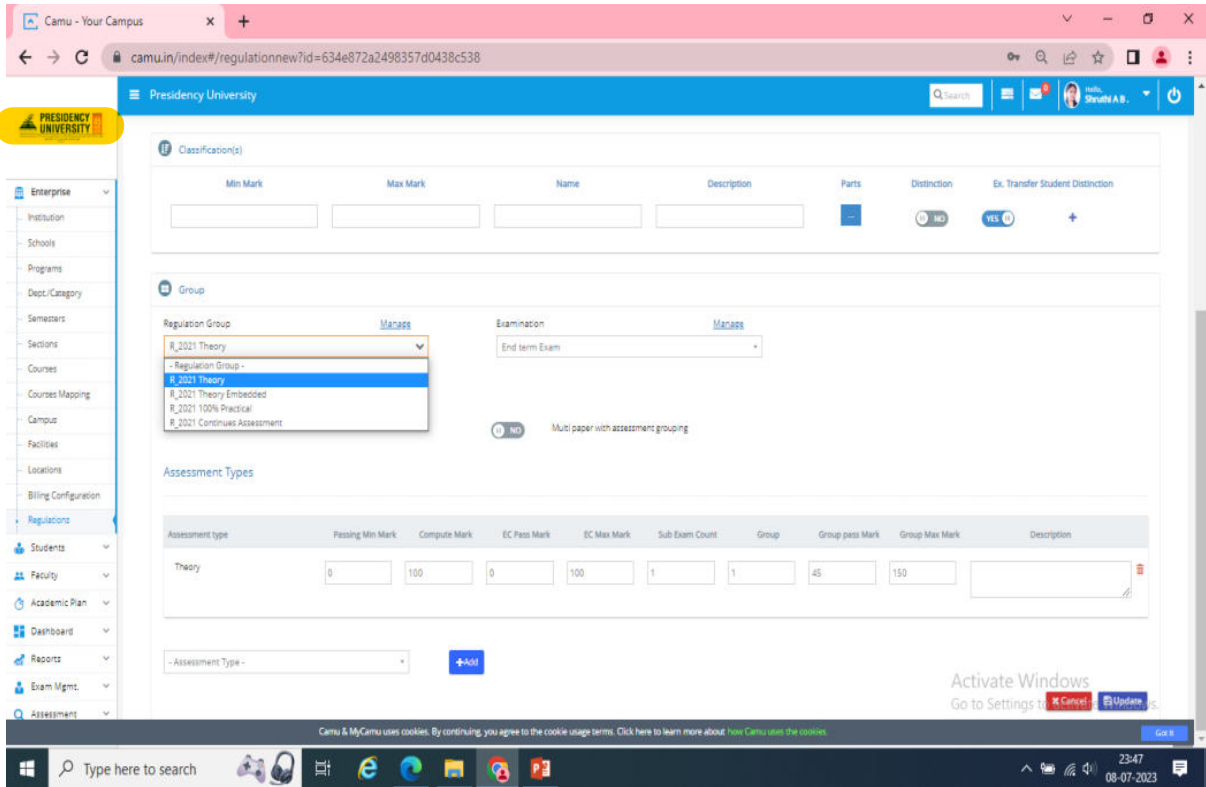 Camu - Your Campus
camu.in/index#/regulationnew?id=634e872a2498357d0438c538
Presidency University
Search
Hello,
Shruthi A B .
PRESIDENCY
UNIVERSITY
Enterprise
Institution
Schools
Programs
Dept./Category
Semesters
Sections
Courses
Courses Mapping
Campus
Facilities
Locations
Billing Configuration
Regulations
Students
Faculty
Academic Plan
Dashboard
Reports
Exam Mgmt.
Assessment
Classification(s)
Min Mark Max Mark Name Description Parts Distinction Ex. Transfer Student Distinction
... NO YES +
Group
Regulation Group Manage Examination Manage
R_2021 Theory End term Exam
- Regulation Group -
R_2021 Theory
R_2021 Theory Embedded
R_2021 100% Practical
R_2021 Continues Assessment
NO Multi paper with assessment grouping
Assessment Types
Assessment type Passing Min Mark Compute Mark EC Pass Mark EC Max Mark Sub Exam Count Group Group pass Mark Group Max Mark Description
Theory 0 100 0 100 1 1 45 150
- Assessment Type - +Add
Activate Windows
Go to Settings to
Cancel Update
Camu & MyCamu uses cookies. By continuing, you agree to the cookie usage terms. Click here to learn more about how Camu uses the cookies.
Got It
Type here to search
23:47
08-07-2023